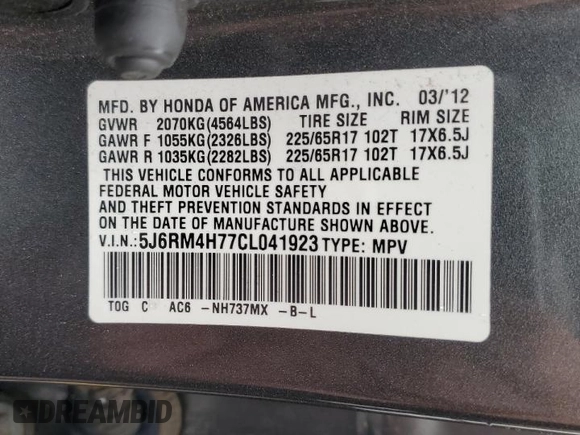 MFD. BY HONDA OF AMERICA MFG., INC. 03/'12
GVWR 2070KG(4564LBS) TIRE SIZE RIM SIZE
GAWR F 1055KG(2326LBS) 225/65R17 102T 17X6.5J
GAWR R 1035KG(2282LBS) 225/65R17 102T 17X6.5J
THIS VEHICLE CONFORMS TO ALL APPLICABLE
FEDERAL MOTOR VEHICLE SAFETY
AND THEFT PREVENTION STANDARDS IN EFFECT
ON THE DATE OF MANUFACTURE SHOWN ABOVE.
V.I.N.:5J6RM4H77CL041923 TYPE: MPV
TOG C AC6 -NH737MX -B-L
DREAMBID